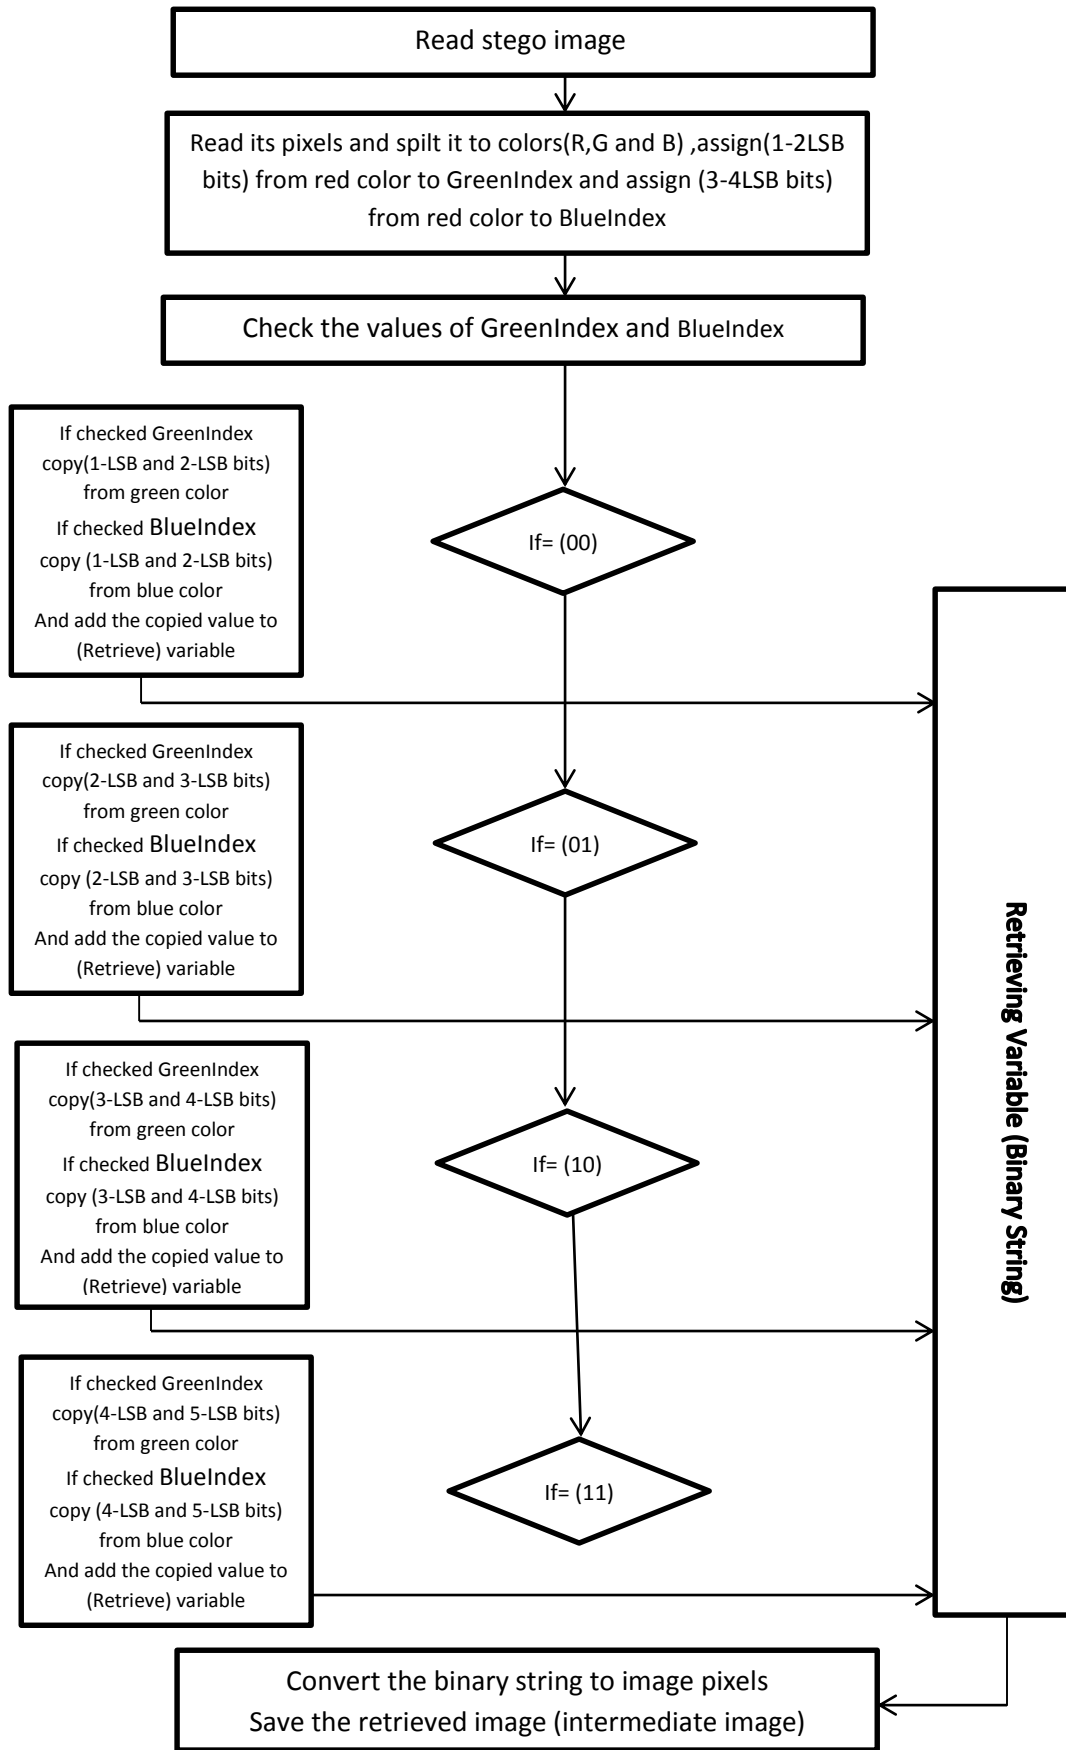 Read stego image
Read its pixels and spilt it to colors(R,G and B) ,assign(1-2LSB
bits) from red color to GreenIndex and assign (3-4LSB bits)
from red color to BlueIndex
Check the values of GreenIndex and BlueIndex
If checked GreenIndex
copy(1-LSB and 2-LSB bits)
from green color
If checked BlueIndex
copy (1-LSB and 2-LSB bits)
from blue color
And add the copied value to
(Retrieve) variable
If= (00)
If checked GreenIndex
copy(2-LSB and 3-LSB bits)
from green color
If checked BlueIndex
copy (2-LSB and 3-LSB bits)
from blue color
And add the copied value to
(Retrieve) variable
If= (01)
If checked GreenIndex
copy(3-LSB and 4-LSB bits)
from green color
If checked BlueIndex
copy (3-LSB and 4-LSB bits)
from blue color
And add the copied value to
(Retrieve) variable
If= (10)
If checked GreenIndex
copy(4-LSB and 5-LSB bits)
from green color
If checked BlueIndex
copy (4-LSB and 5-LSB bits)
from blue color
And add the copied value to
(Retrieve) variable
If= (11)
Retrieving Variable (Binary String)
Convert the binary string to image pixels
Save the retrieved image (intermediate image)